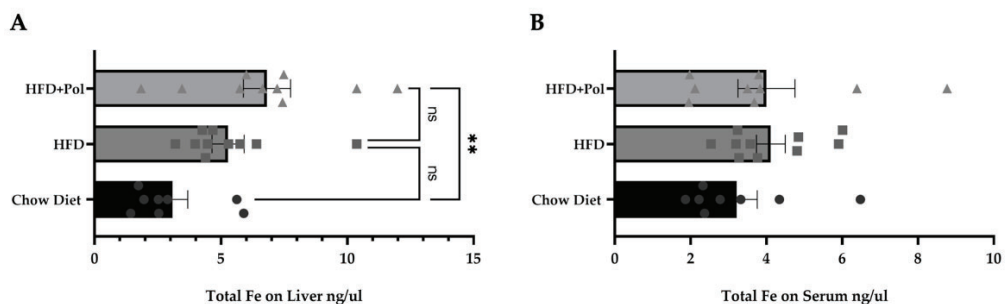 A
HFD+Pol
HFD
Chow Diet
ns
ns
**
0 5 10 15
Total Fe on Liver ng/ul
B
HFD+Pol
HFD
Chow Diet
0 2 4 6 8 10
Total Fe on Serum ng/ul